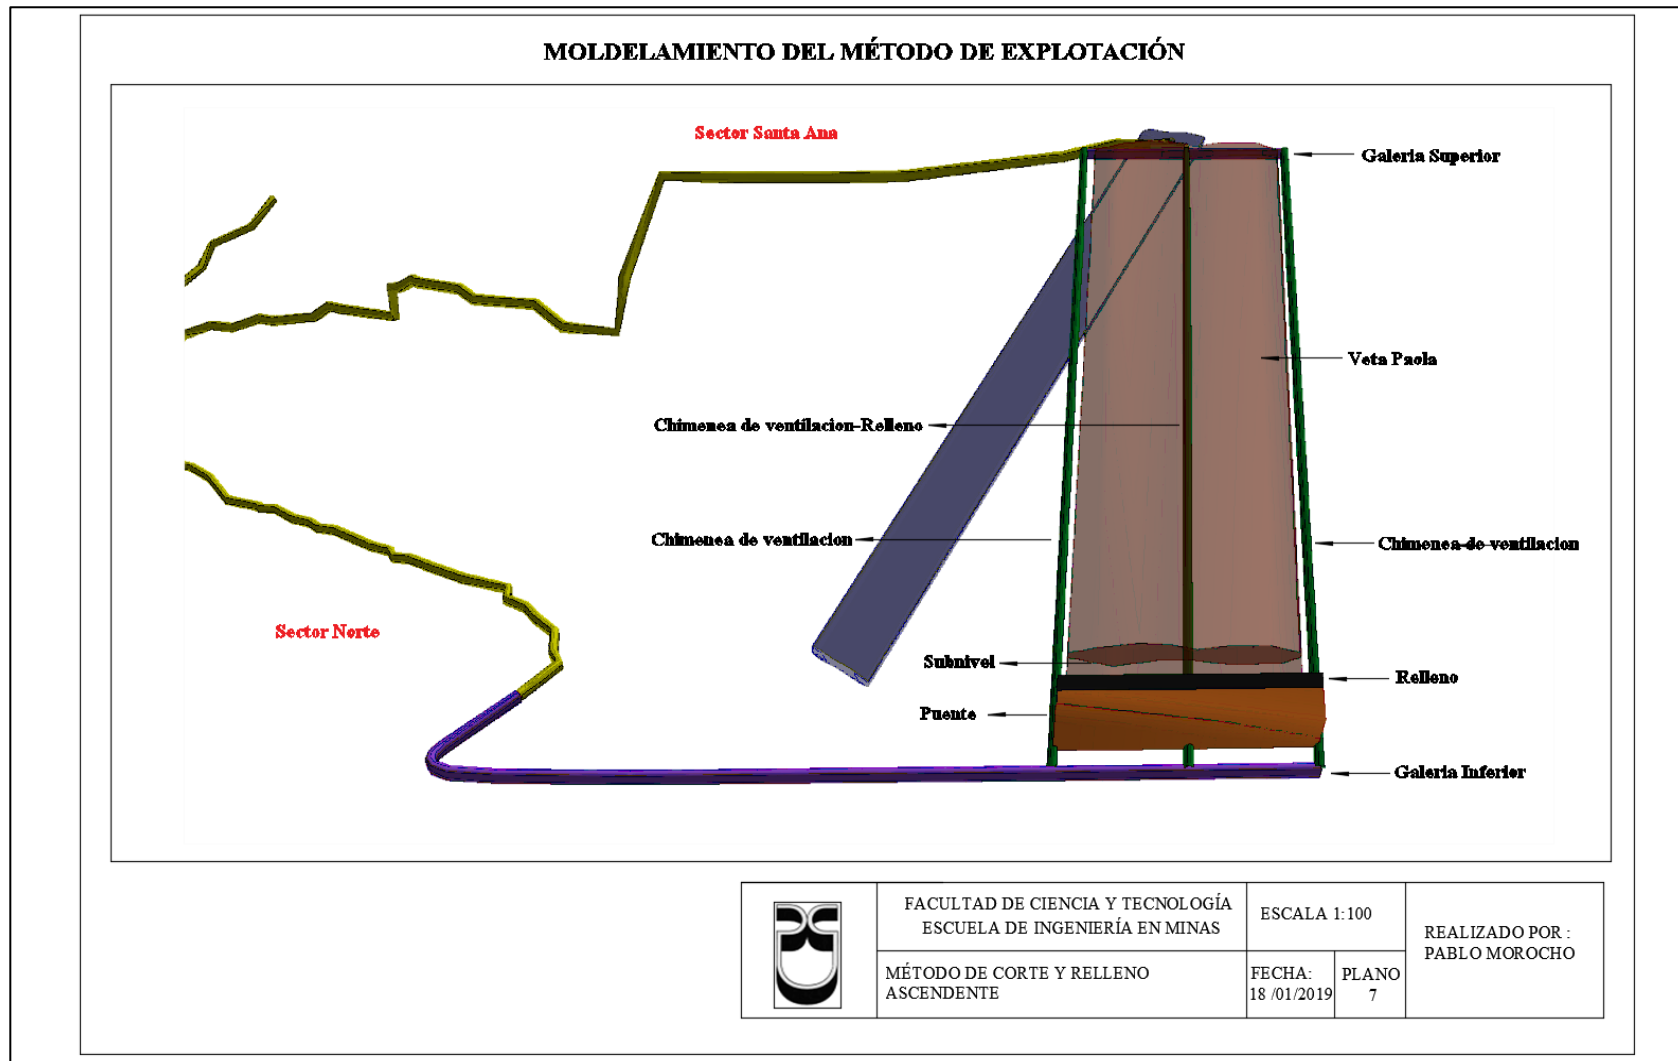 MOLDELAMIENTO DEL MÉTODO DE EXPLOTACIÓN
Sector Santa Ana
Galeria Superior
Veta Paola
Chimenea de ventilacion-Relleno
Chimenea de ventilacion
Chimenea de ventilacion
Sector Norte
Subnivel
Relleno
Puente
Galeria Inferior
FACULTAD DE CIENCIA Y TECNOLOGÍA
ESCUELA DE INGENIERÍA EN MINAS
ESCALA 1:100
REALIZADO POR :
PABLO MOROCHO
MÉTODO DE CORTE Y RELLENO
ASCENDENTE
FECHA:
18 /01/2019
PLANO
7